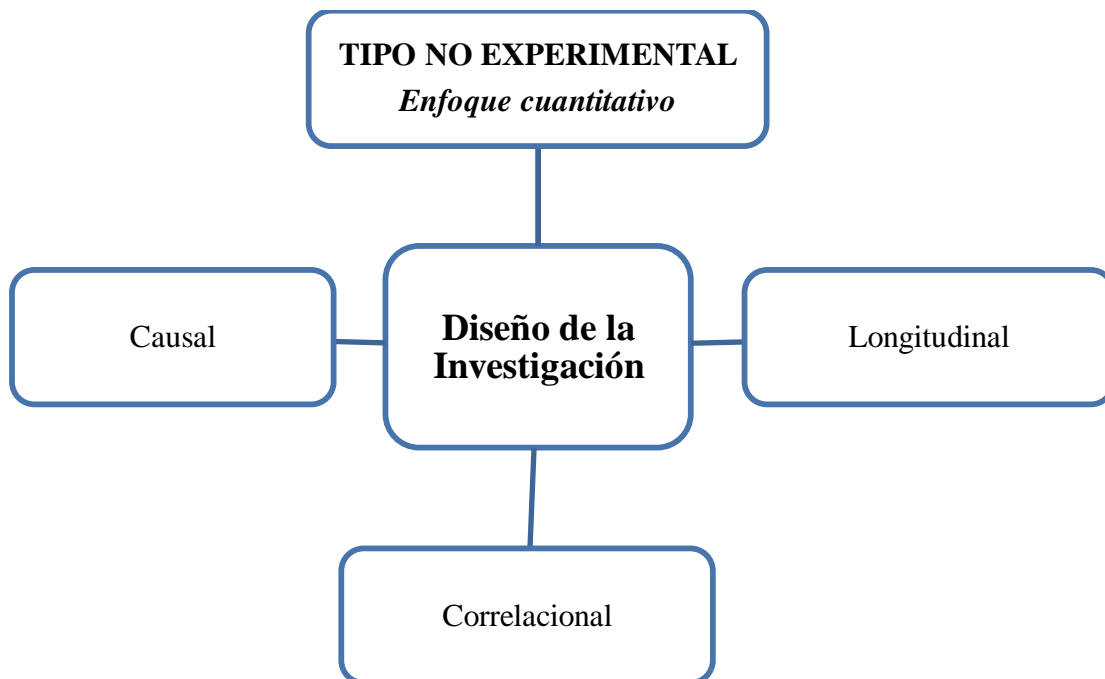 TIPO NO EXPERIMENTAL
Enfoque cuantitativo
Causal
Diseño de la
Investigación
Longitudinal
Correlacional